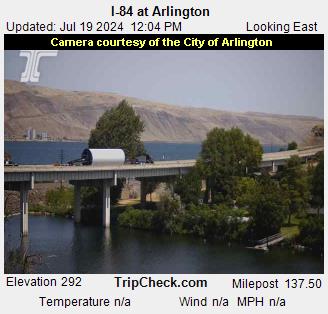 I-84 at Arlington
Updated: Jul 19 2024 12:04 PM Looking East
Camera courtesy of the City of Arlington
Elevation 292 TripCheck.com Milepost 137.50
Temperature n/a Wind n/a MPH n/a